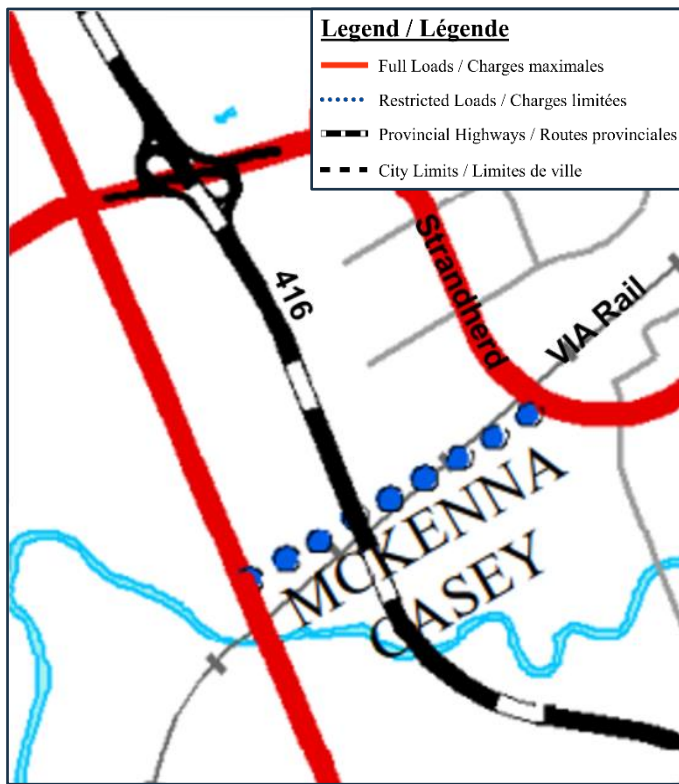 Legend / Légende
Full Loads / Charges maximales
Restricted Loads / Charges limitées
Provincial Highways / Routes provinciales
City Limits / Limites de ville
Strandherd
416
VIA Rail
MCKENNA
CASEY